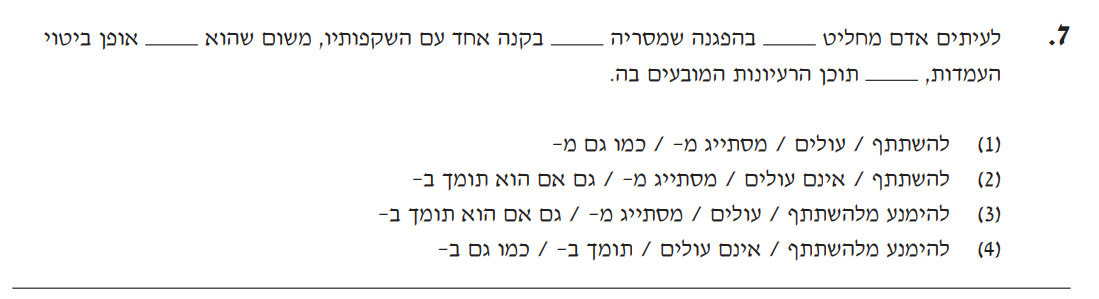 7. לעיתים אדם מחליט _____ בהפגנה שמסריה _____ בקנה אחד עם השקפותיו, משום שהוא _____ אופן ביטוי
העמדות, _____ תוכן הרעיונות המובעים בה.
(1) להשתתף / עולים / מסתייג מ- / כמו גם מ-
(2) להשתתף / אינם עולים / מסתייג מ- / גם אם הוא תומך ב-
(3) להימנע מלהשתתף / עולים / מסתייג מ- / גם אם הוא תומך ב-
(4) להימנע מלהשתתף / אינם עולים / תומך ב- / כמו גם ב-